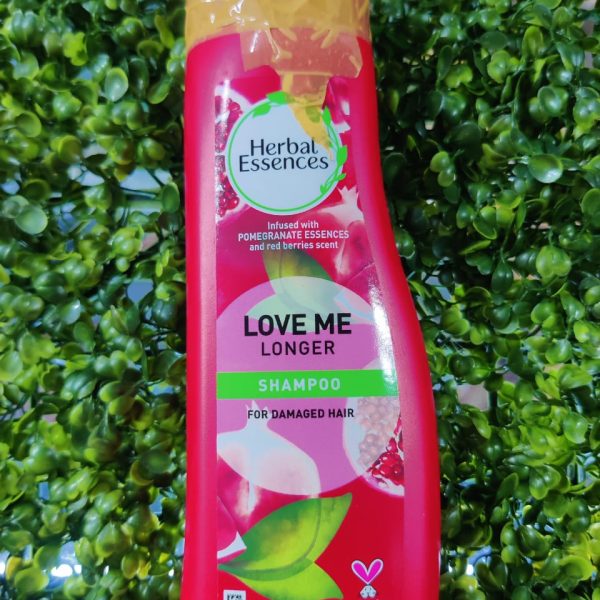 Herbal
Essences
Infused with
POMEGRANATE ESSENCES
and red berries scent
LOVE ME
LONGER
SHAMPOO
FOR DAMAGED HAIR